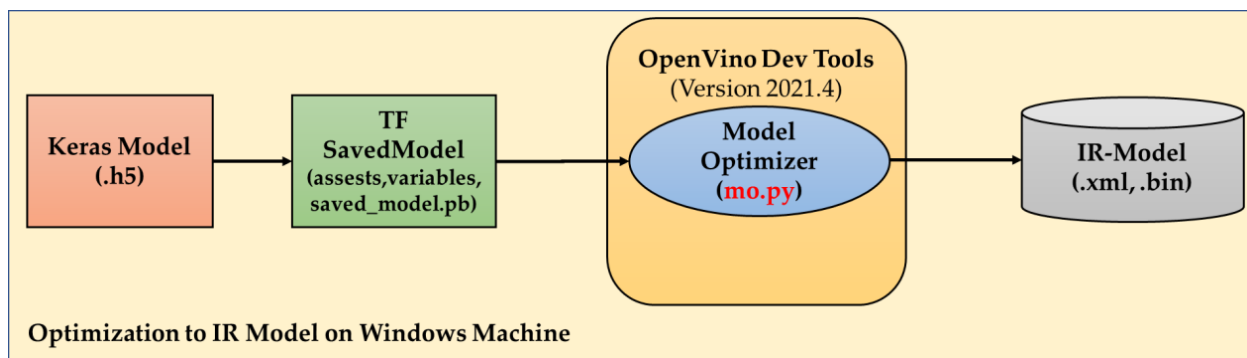 Keras Model
(.h5)
TF
SavedModel
(assests,variables,
saved_model.pb)
OpenVino Dev Tools
(Version 2021.4)
Model
Optimizer
(mo.py)
IR-Model
(.xml, .bin)
Optimization to IR Model on Windows Machine